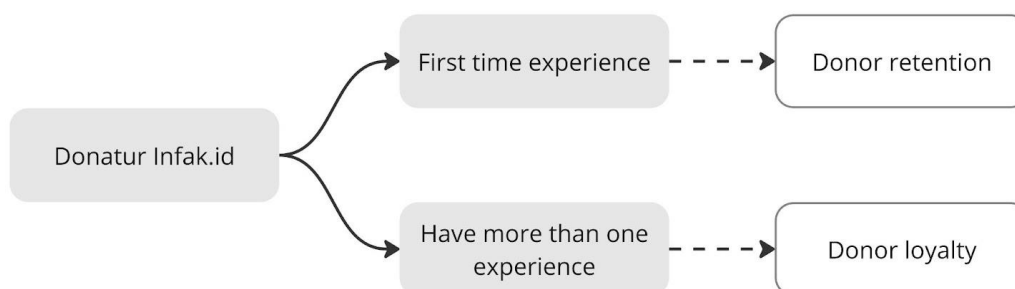 First time experience
Donor retention
Donatur Infak.id
Have more than one
experience
Donor loyalty